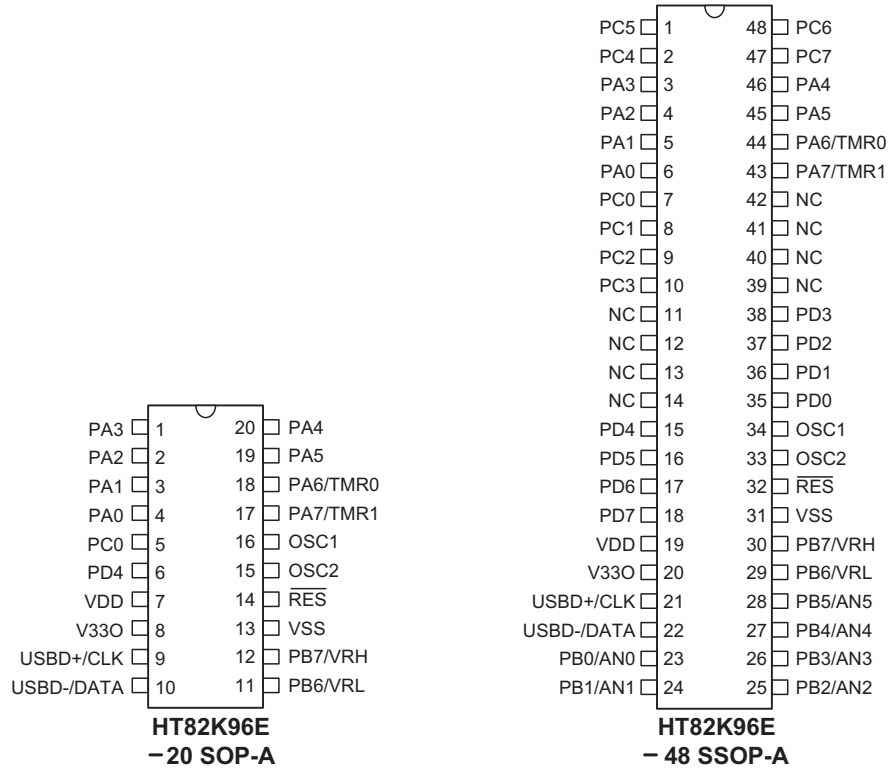 PC5 1 48 PC6
PC4 2 47 PC7
PA3 3 46 PA4
PA2 4 45 PA5
PA1 5 44 PA6/TMR0
PA0 6 43 PA7/TMR1
PC0 7 42 NC
PC1 8 41 NC
PC2 9 40 NC
PC3 10 39 NC
NC 11 38 PD3
NC 12 37 PD2
NC 13 36 PD1
NC 14 35 PD0
PD4 15 34 OSC1
PD5 16 33 OSC2
PD6 17 32 R̅E̅S̅
PD7 18 31 VSS
VDD 19 30 PB7/VRH
V33O 20 29 PB6/VRL
USBD+/CLK 21 28 PB5/AN5
USBD-/DATA 22 27 PB4/AN4
PB0/AN0 23 26 PB3/AN3
PB1/AN1 24 25 PB2/AN2
HT82K96E
– 48 SSOP-A
PA3 1 20 PA4
PA2 2 19 PA5
PA1 3 18 PA6/TMR0
PA0 4 17 PA7/TMR1
PC0 5 16 OSC1
PD4 6 15 OSC2
VDD 7 14 R̅E̅S̅
V33O 8 13 VSS
USBD+/CLK 9 12 PB7/VRH
USBD-/DATA 10 11 PB6/VRL
HT82K96E
– 20 SOP-A